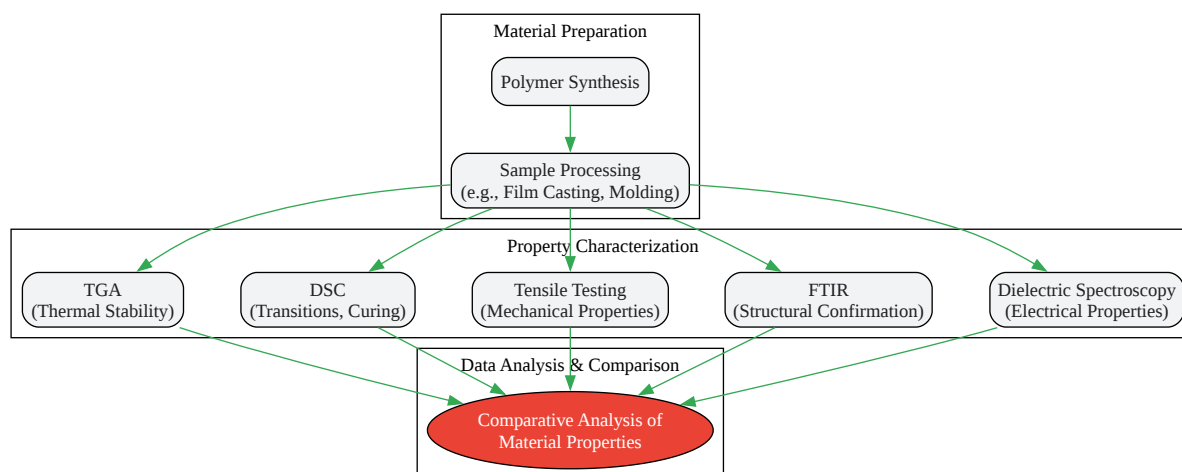 Material Preparation
Polymer Synthesis
Sample Processing
(e.g., Film Casting, Molding)
Property Characterization
TGA
(Thermal Stability)
DSC
(Transitions, Curing)
Tensile Testing
(Mechanical Properties)
FTIR
(Structural Confirmation)
Dielectric Spectroscopy
(Electrical Properties)
Data Analysis & Comparison
Comparative Analysis of
Material Properties